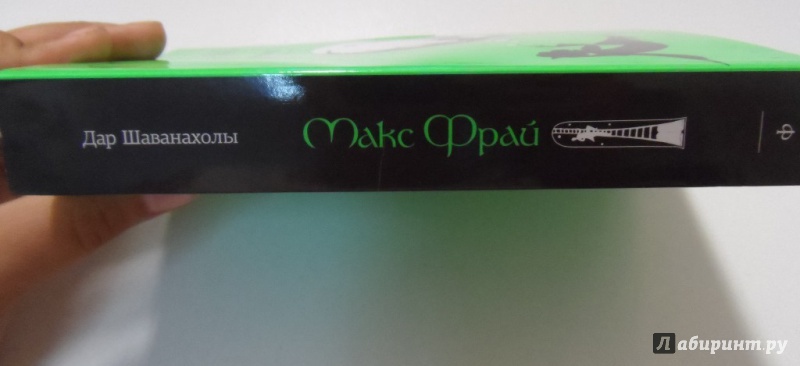 Дар Шаванахолы
Макс Фрай
Ф
Лабиринт.ру